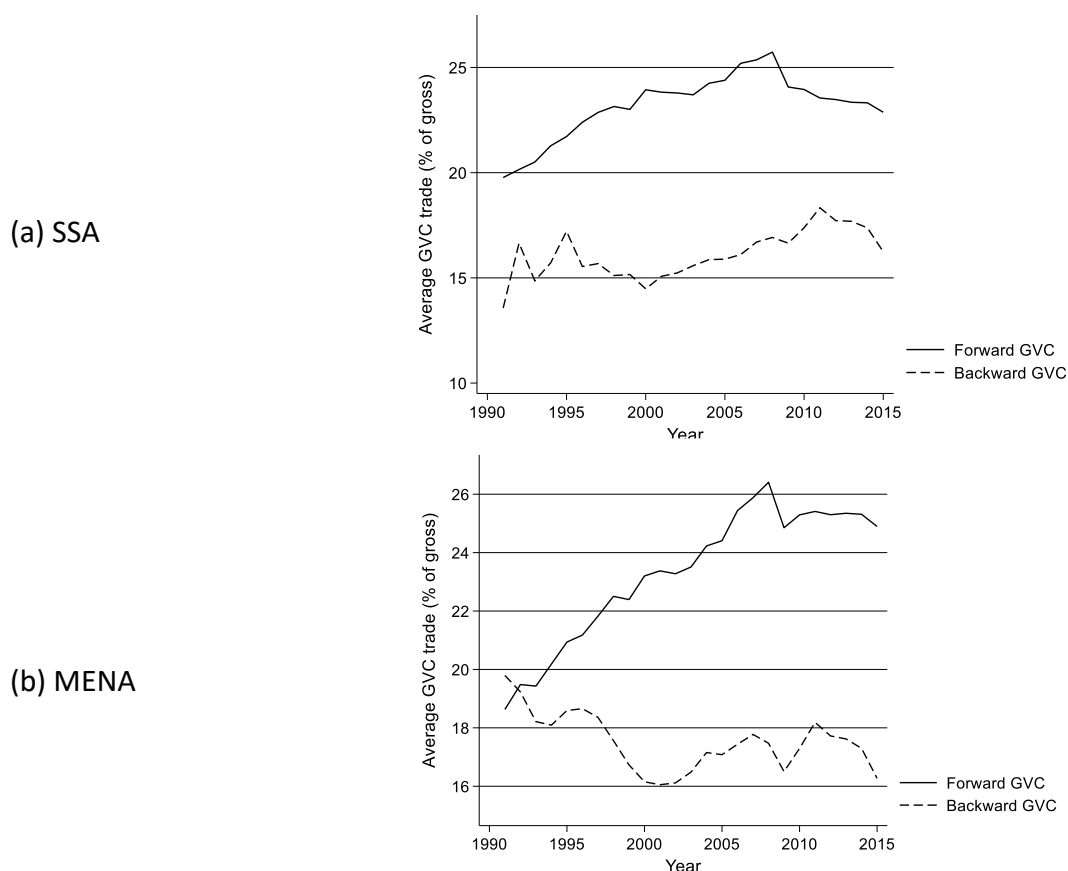 (a) SSA
Average GVC trade (% of gross)
25
20
15
10
1990 1995 2000 2005 2010 2015
Year
Forward GVC
Backward GVC
(b) MENA
Average GVC trade (% of gross)
26
24
22
20
18
16
1990 1995 2000 2005 2010 2015
Year
Forward GVC
Backward GVC